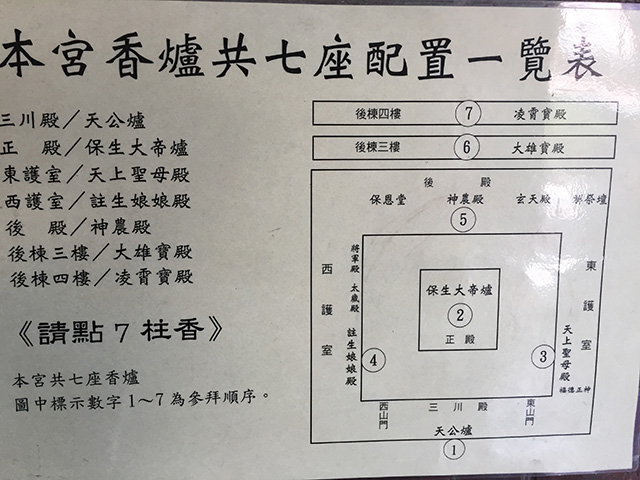 本宮香爐共七座配置一覽表
三川殿／天公爐
正　殿／保生大帝爐
東護室／天上聖母殿
西護室／註生娘娘殿
後　殿／神農殿
後棟三樓／大雄寶殿
後棟四樓／凌霄寶殿
《請點7柱香》
本宮共七座香爐
圖中標示數字1～7為參拜順序。
後棟四樓 ⑦ 凌霄寶殿
後棟三樓 ⑥ 大雄寶殿
後　殿
保恩堂 神農殿 玄天殿 祭壇
⑤
將軍殿
太歲殿
註生娘娘殿
④
西護室
保生大帝爐
②
正殿
③
天上聖母殿
東護室
福德正神
西山門 三川殿 東山門
天公爐
①